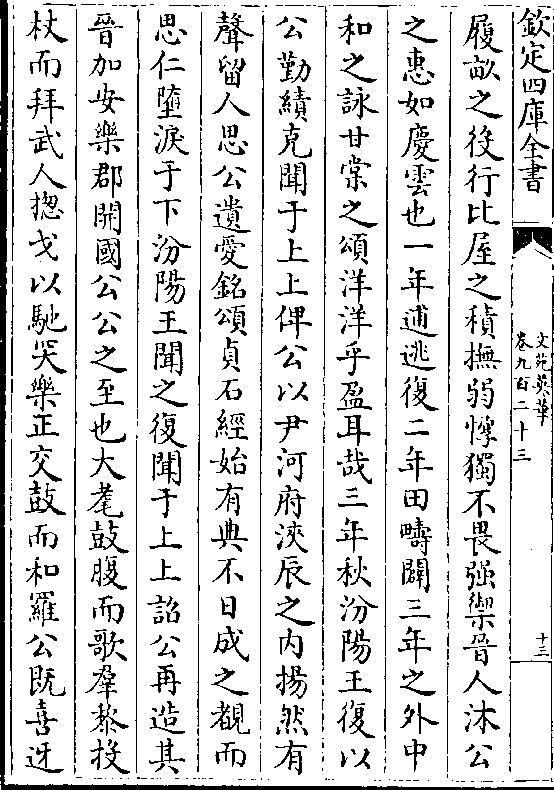 欽定四庫全書
文苑英華
卷九百二十三
十三
履畝之役行比屋之積撫弱惸獨不畏强禦晉人沐公
之惠如慶雲也一年逋逃復二年田疇闢三年之外中
和之詠甘棠之頌洋洋乎盈耳哉三年秋汾陽王復以
公勤績克聞于上上俾公以尹河府浹辰之内揚然有
聲留人思公遺愛銘頌貞石經始有典不日成之覩而
思仁墮淚于下汾陽王聞之復聞于上上詔公再造其
晉加安樂郡開國公公之至也大耄鼓腹而歌羣黎投
杖而拜武人揔戈以馳哭樂正交鼓而和羅公既喜迓